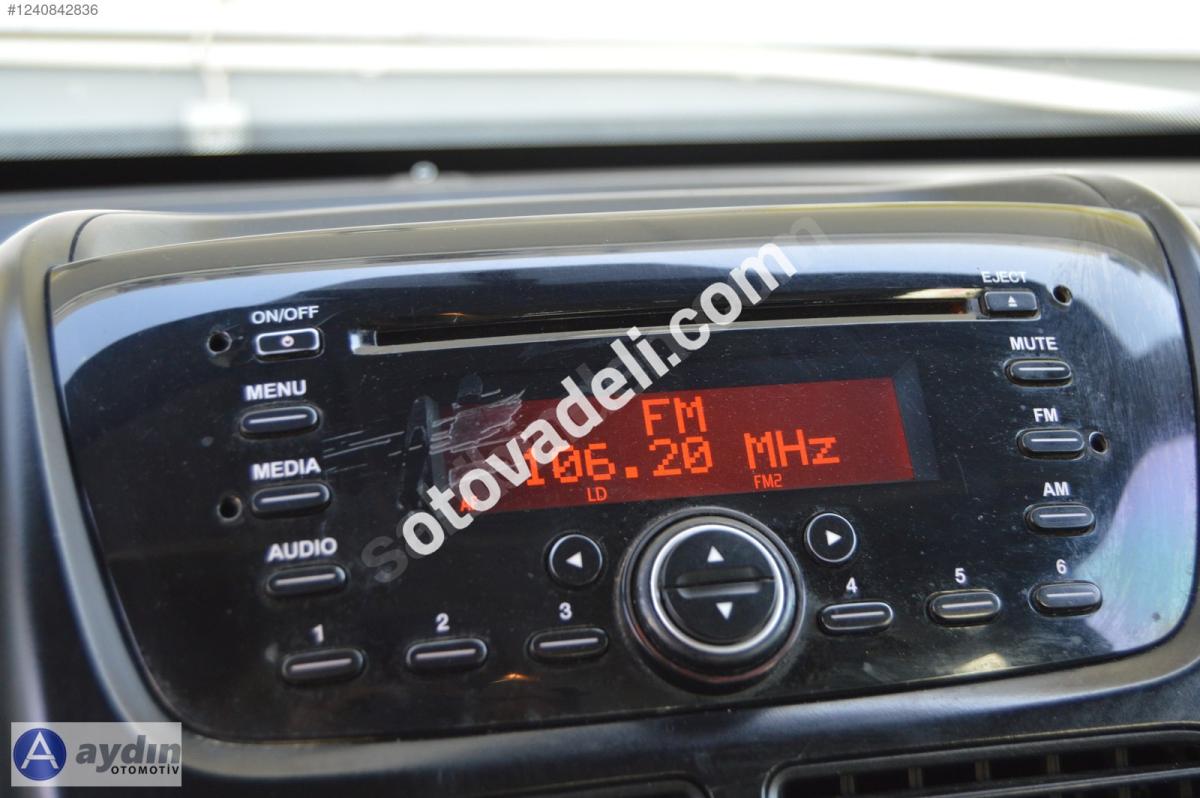 #1240842836
EJECT
ON/OFF
MUTE
sotovadeli.com
MENU
FM
FM
106.20 MHz
MEDIA
AF
LD
FM2
AM
AUDIO
1
2
3
4
5
6
A
aydın
OTOMOTİV